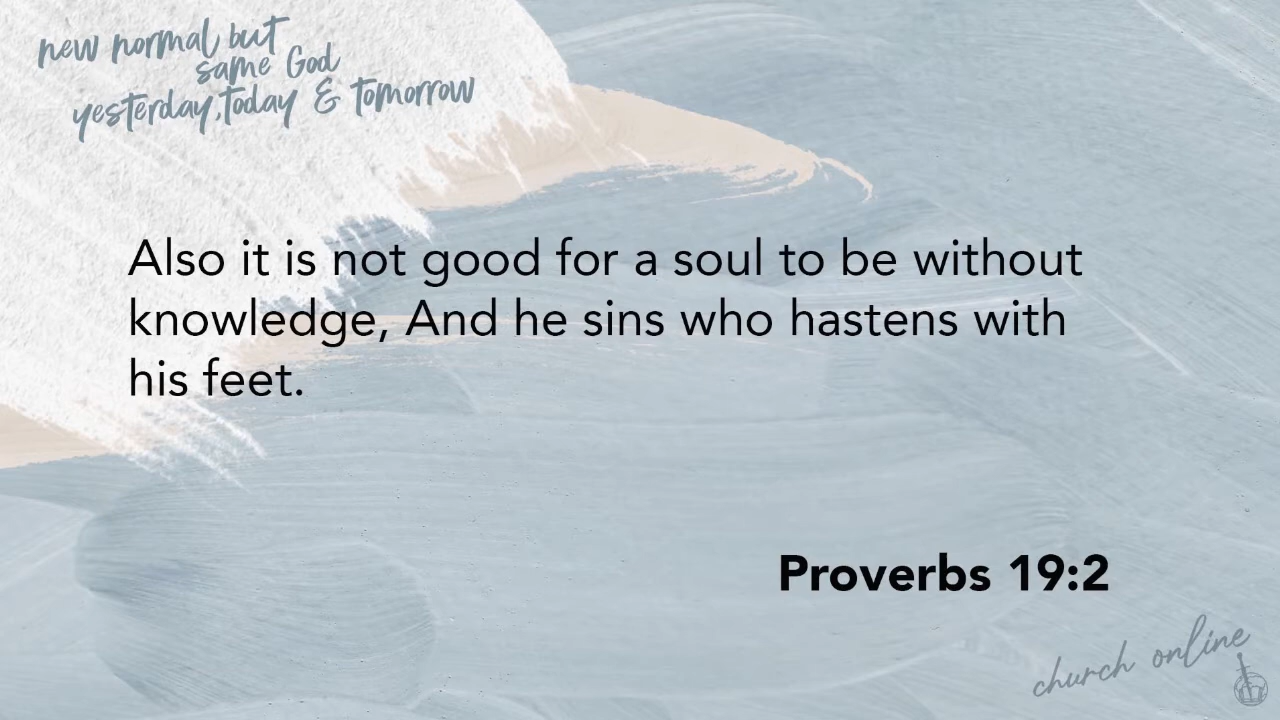 new normal but
same God
yesterday, today & tomorrow
Also it is not good for a soul to be without
knowledge, And he sins who hastens with
his feet.
Proverbs 19:2
church online